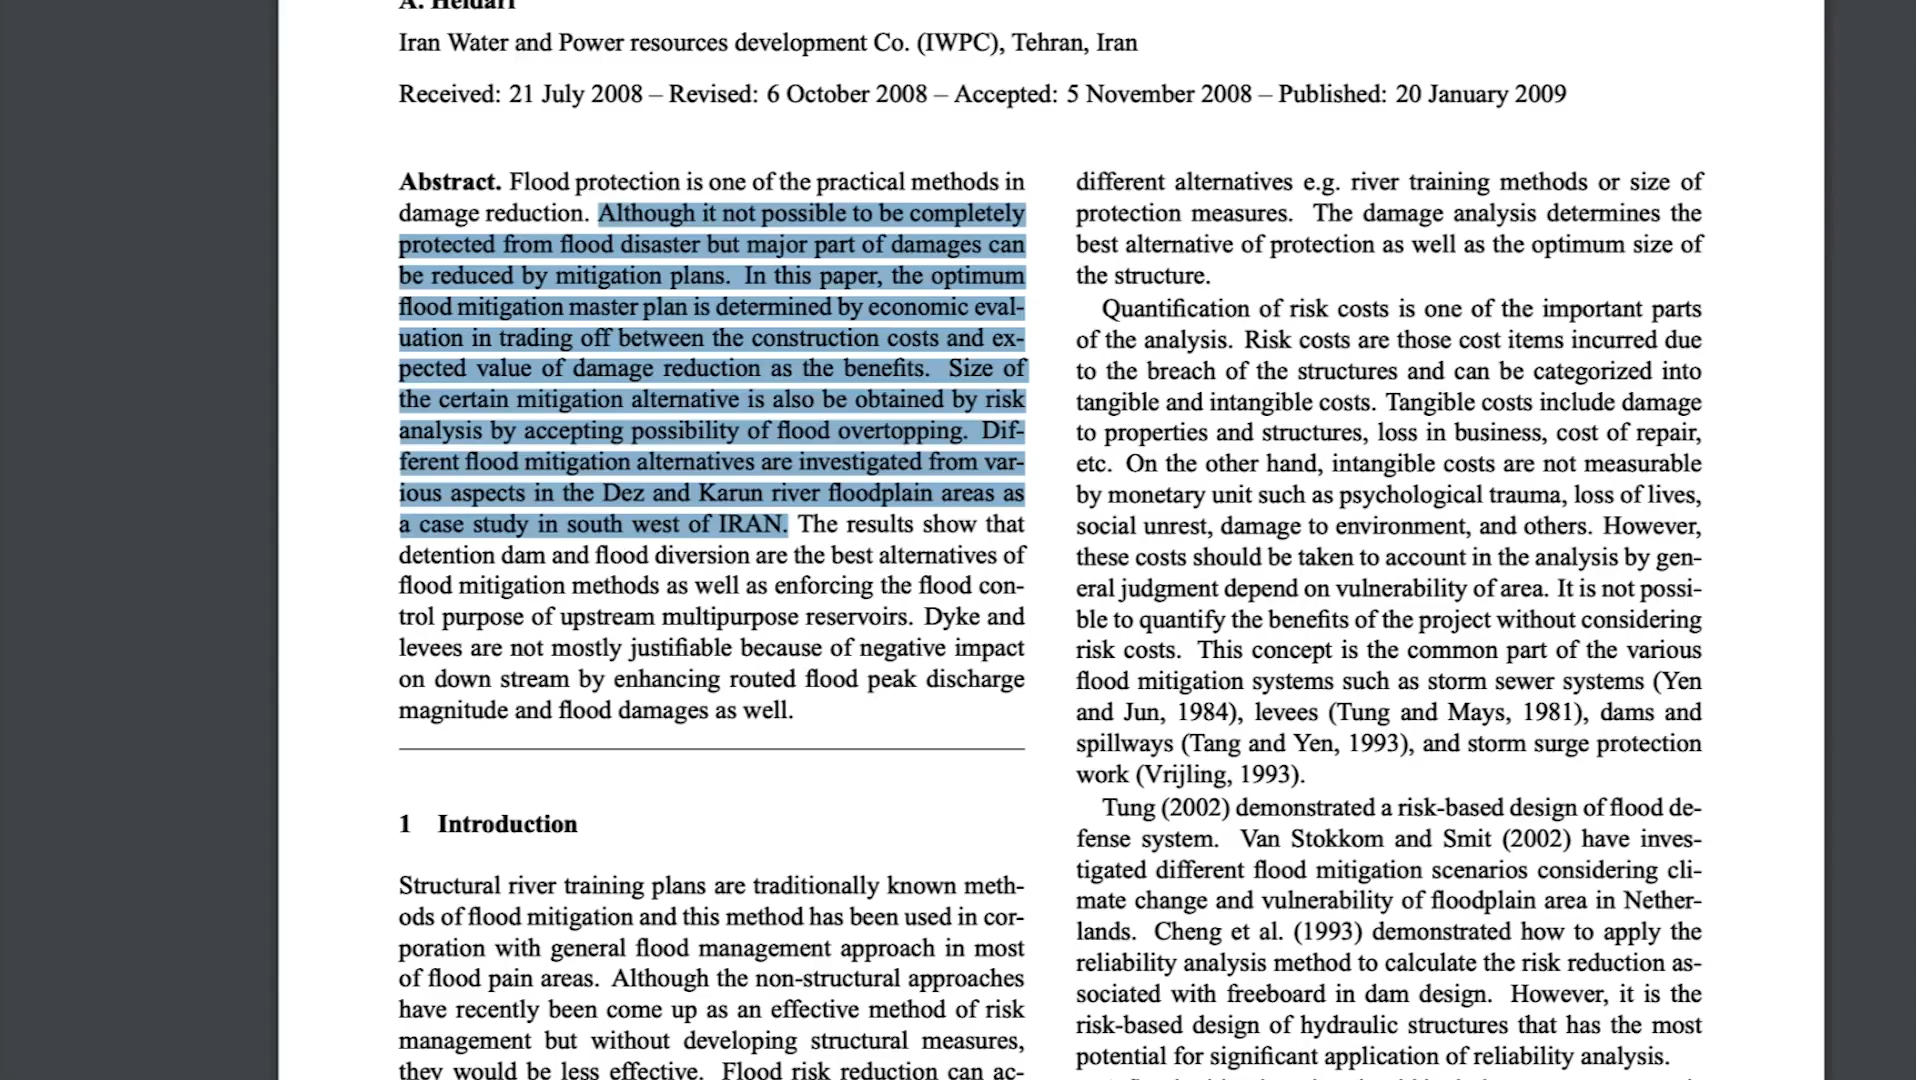 A. Heidari
Iran Water and Power resources development Co. (IWPC), Tehran, Iran
Received: 21 July 2008 – Revised: 6 October 2008 – Accepted: 5 November 2008 – Published: 20 January 2009
Abstract. Flood protection is one of the practical methods in
damage reduction. Although it not possible to be completely
protected from flood disaster but major part of damages can
be reduced by mitigation plans. In this paper, the optimum
flood mitigation master plan is determined by economic eval-
uation in trading off between the construction costs and ex-
pected value of damage reduction as the benefits. Size of
the certain mitigation alternative is also be obtained by risk
analysis by accepting possibility of flood overtopping. Dif-
ferent flood mitigation alternatives are investigated from var-
ious aspects in the Dez and Karun river floodplain areas as
a case study in south west of IRAN. The results show that
detention dam and flood diversion are the best alternatives of
flood mitigation methods as well as enforcing the flood con-
trol purpose of upstream multipurpose reservoirs. Dyke and
levees are not mostly justifiable because of negative impact
on down stream by enhancing routed flood peak discharge
magnitude and flood damages as well.
1 Introduction
Structural river training plans are traditionally known meth-
ods of flood mitigation and this method has been used in cor-
poration with general flood management approach in most
of flood pain areas. Although the non-structural approaches
have recently been come up as an effective method of risk
management but without developing structural measures,
they would be less effective. Flood risk reduction can ac-
different alternatives e.g. river training methods or size of
protection measures. The damage analysis determines the
best alternative of protection as well as the optimum size of
the structure.
Quantification of risk costs is one of the important parts
of the analysis. Risk costs are those cost items incurred due
to the breach of the structures and can be categorized into
tangible and intangible costs. Tangible costs include damage
to properties and structures, loss in business, cost of repair,
etc. On the other hand, intangible costs are not measurable
by monetary unit such as psychological trauma, loss of lives,
social unrest, damage to environment, and others. However,
these costs should be taken to account in the analysis by gen-
eral judgment depend on vulnerability of area. It is not possi-
ble to quantify the benefits of the project without considering
risk costs. This concept is the common part of the various
flood mitigation systems such as storm sewer systems (Yen
and Jun, 1984), levees (Tung and Mays, 1981), dams and
spillways (Tang and Yen, 1993), and storm surge protection
work (Vrijling, 1993).
Tung (2002) demonstrated a risk-based design of flood de-
fense system. Van Stokkom and Smit (2002) have inves-
tigated different flood mitigation scenarios considering cli-
mate change and vulnerability of floodplain area in Nether-
lands. Cheng et al. (1993) demonstrated how to apply the
reliability analysis method to calculate the risk reduction as-
sociated with freeboard in dam design. However, it is the
risk-based design of hydraulic structures that has the most
potential for significant application of reliability analysis.